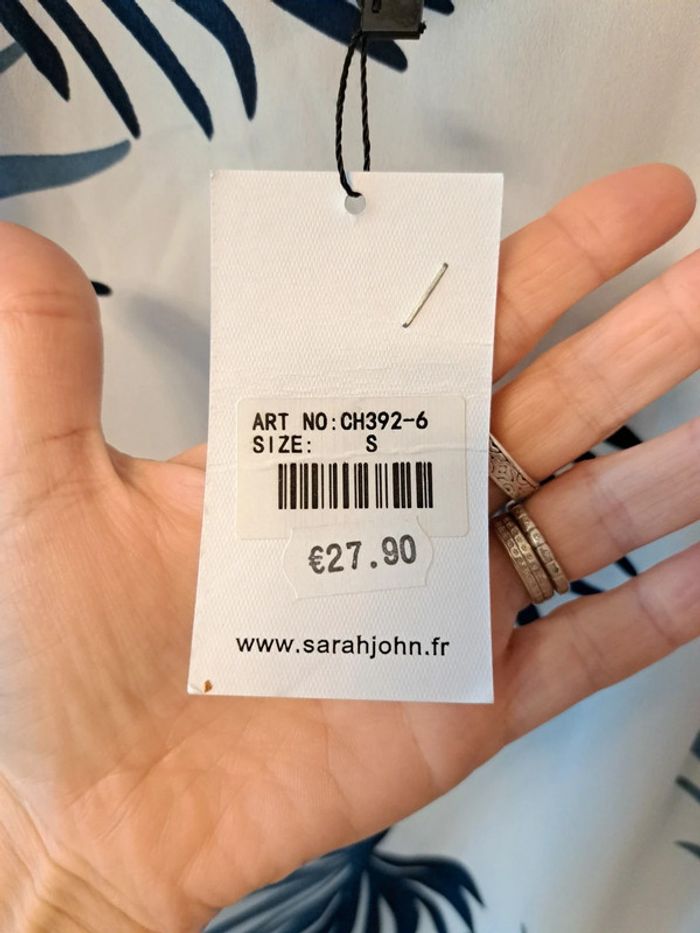 ART NO:CH392-6
SIZE: S
€27.90
www.sarahjohn.fr